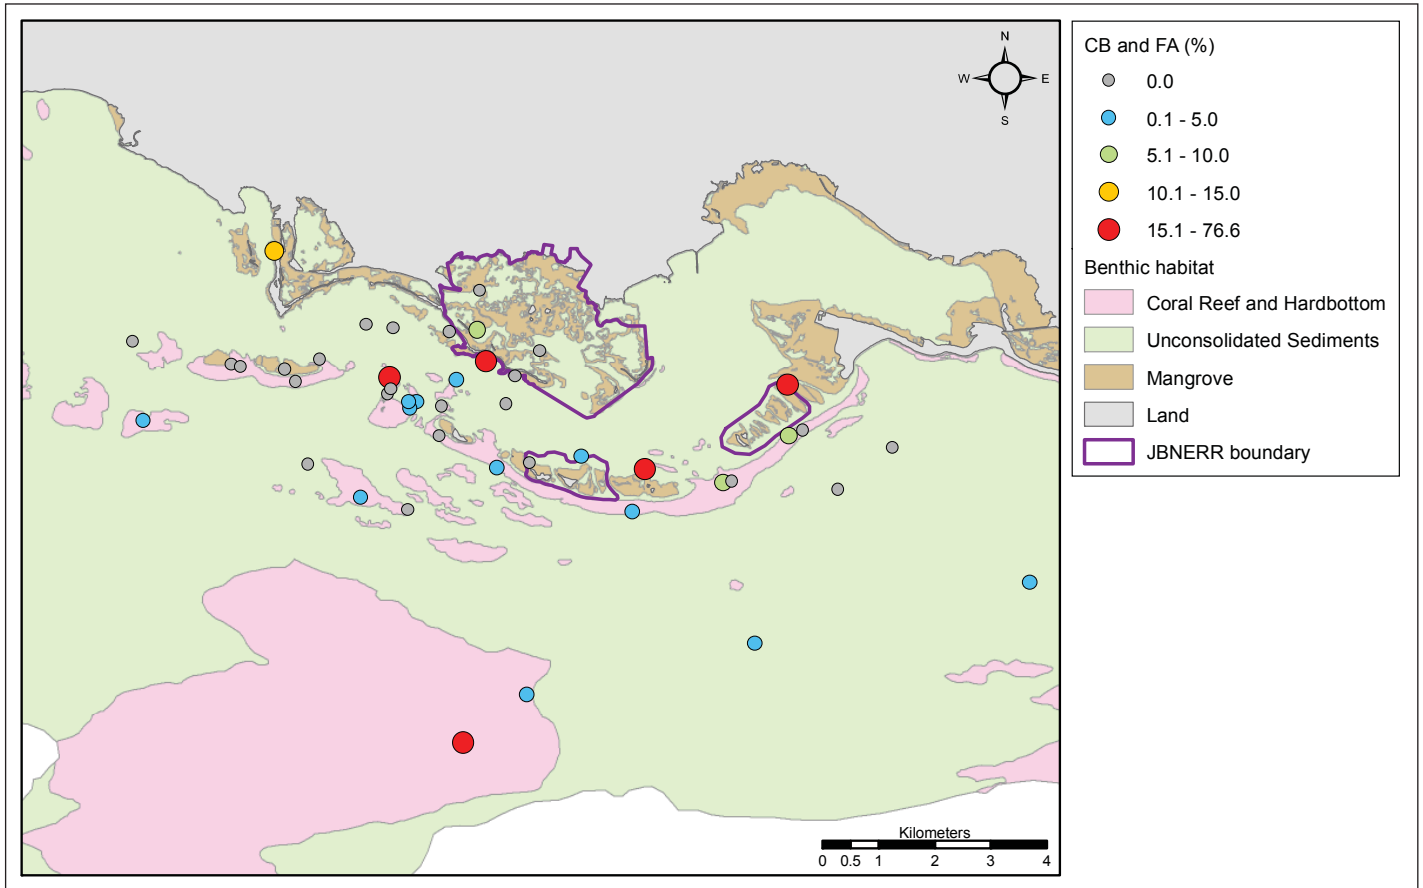 N
W E
S
CB and FA (%)
0.0
0.1 - 5.0
5.1 - 10.0
10.1 - 15.0
15.1 - 76.6
Benthic habitat
Coral Reef and Hardbottom
Unconsolidated Sediments
Mangrove
Land
JBNERR boundary
Kilometers
0 0.5 1 2 3 4